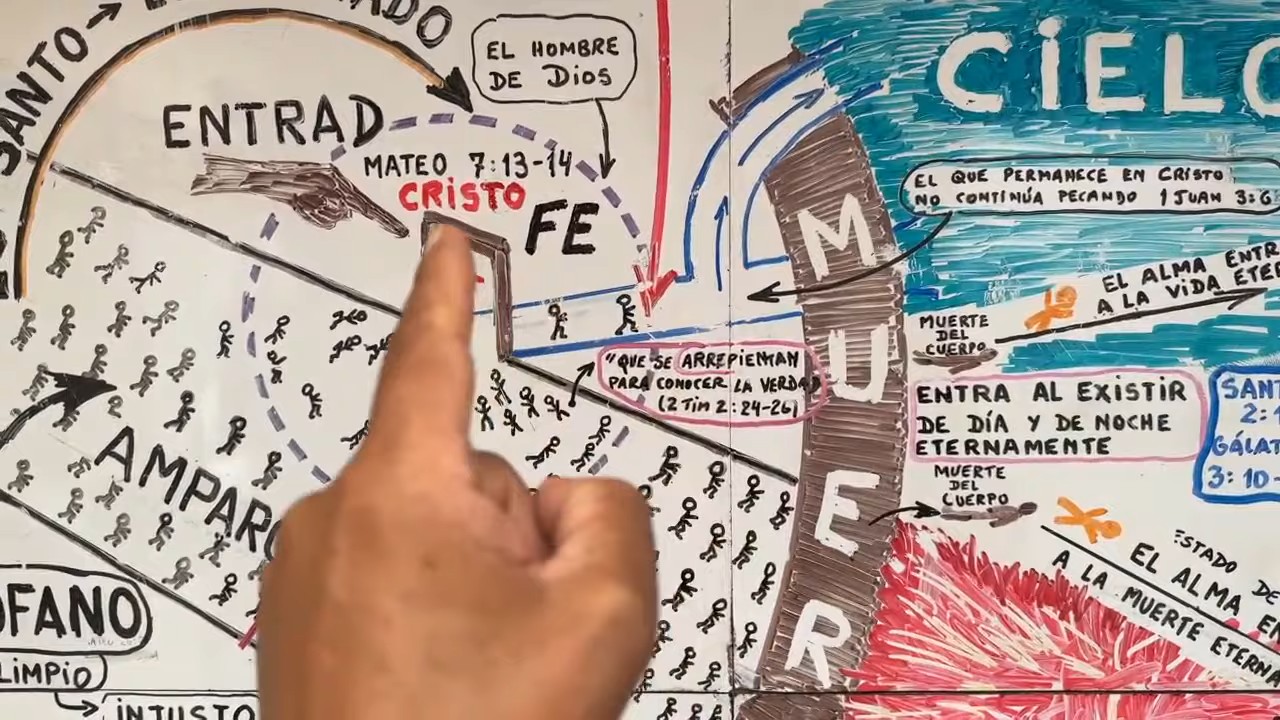 SANTO
EL HOMBRE
DE DiOS
CiELO
ENTRAD
MATEO 7:13-14
CRiSTO
FE
EL QUE PERMANECE EN CRISTO
NO CONTINÚA PECANDO 1 JUAN 3:6
MUER
EL ALMA ENTR
A LA VIDA ETER
MUERTE
DEL
CUERPO
"QUE SE ARREPIENTAN
PARA CONOCER LA VERDAD
(2 TIM 2:24-26)
ENTRA AL EXISTIR
DE DÍA Y DE NOCHE
ETERNAMENTE
SANT
GÁLAT
3:10-
MUERTE
DEL
CUERPO
AMPARO
ESTADO DE
EL ALMA EN
A LA MUERTE ETERNA
OFANO
LIMPIO
INJUSTO